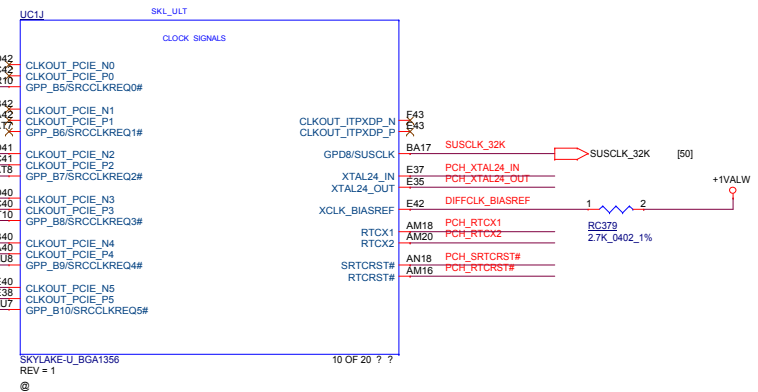 UC1J
SKL_ULT
CLOCK SIGNALS
CLKOUT_PCIE_N0
CLKOUT_PCIE_P0
GPP_B5/SRCCLKREQ0#
CLKOUT_PCIE_N1
CLKOUT_PCIE_P1
GPP_B6/SRCCLKREQ1#
CLKOUT_PCIE_N2
CLKOUT_PCIE_P2
GPP_B7/SRCCLKREQ2#
CLKOUT_PCIE_N3
CLKOUT_PCIE_P3
GPP_B8/SRCCLKREQ3#
CLKOUT_PCIE_N4
CLKOUT_PCIE_P4
GPP_B9/SRCCLKREQ4#
CLKOUT_PCIE_N5
CLKOUT_PCIE_P5
GPP_B10/SRCCLKREQ5#
CLKOUT_ITPXDP_N F43
CLKOUT_ITPXDP_P E43
GPD8/SUSCLK BA17 SUSCLK_32K SUSCLK_32K [50]
XTAL24_IN E37 PCH_XTAL24_IN
XTAL24_OUT E35 PCH_XTAL24_OUT
+1VALW
XCLK_BIASREF E42 DIFFCLK_BIASREF 1 2
RC379
2.7K_0402_1%
RTCX1 AM18 PCH_RTCX1
RTCX2 AM20 PCH_RTCX2
SRTCRST# AN18 PCH_SRTCRST#
RTCRST# AM16 PCH_RTCRST#
SKYLAKE-U_BGA1356 10 OF 20 ? ?
REV = 1
@